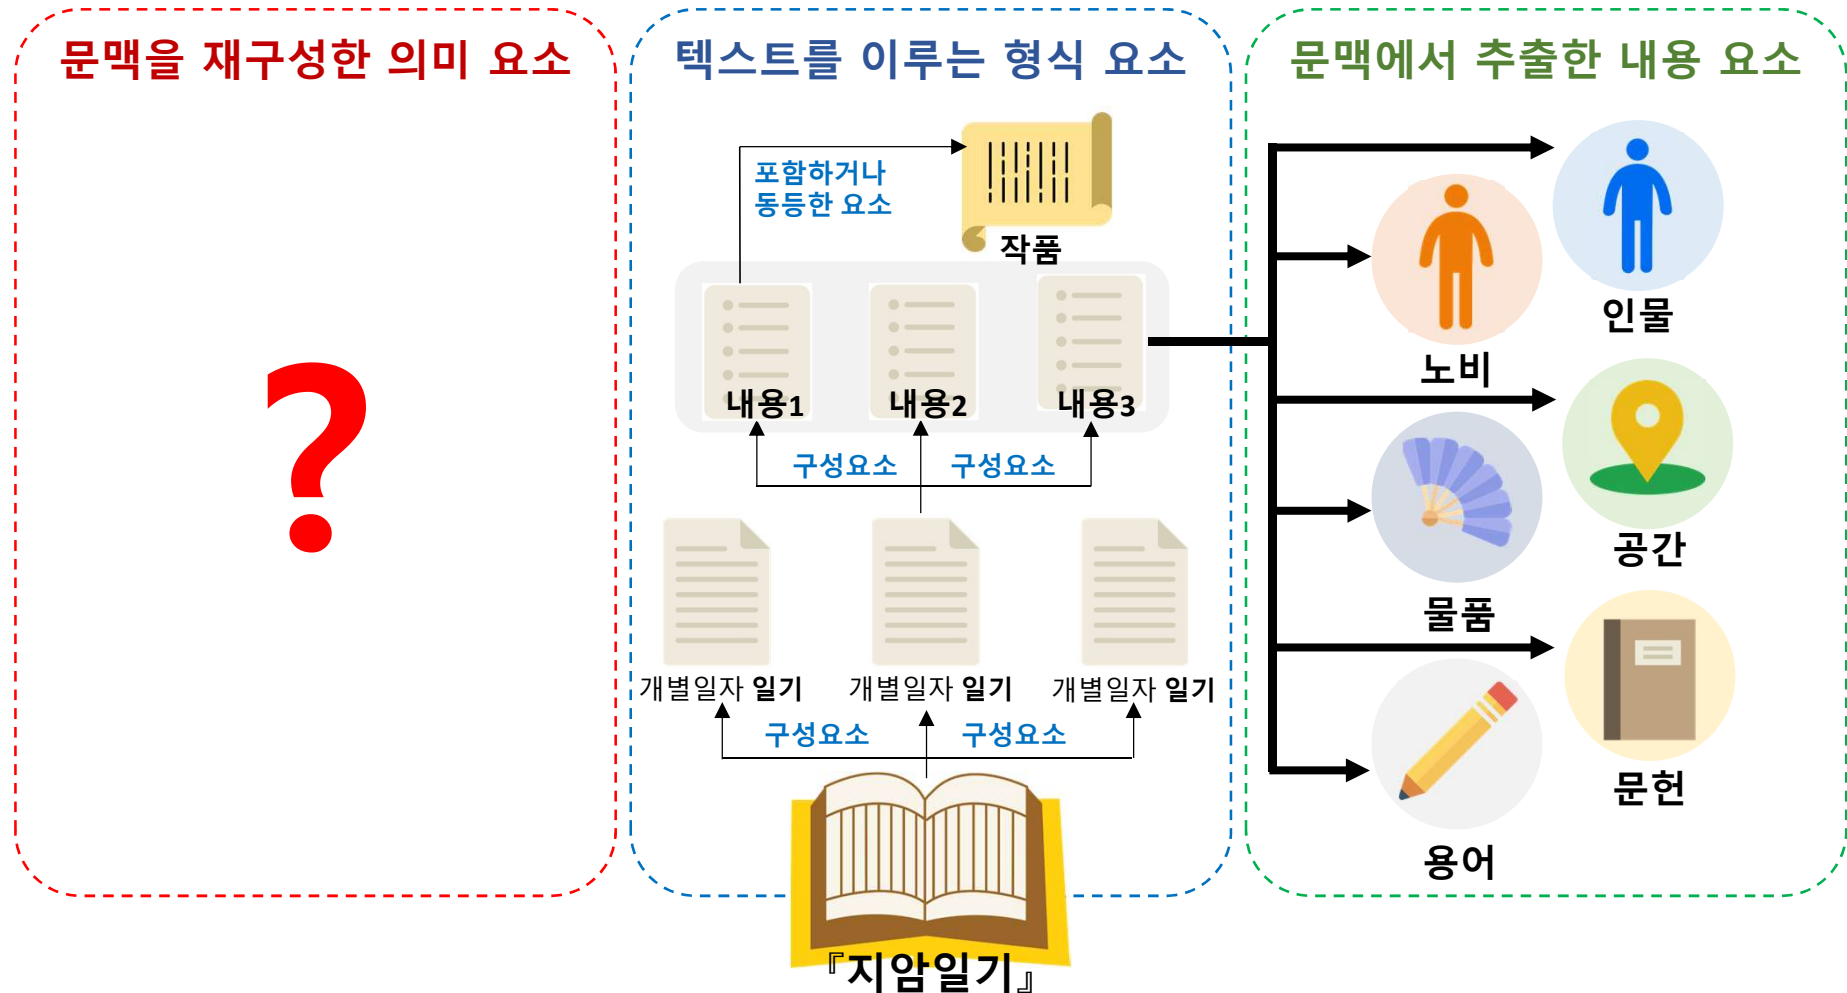 문맥을 재구성한 의미 요소
?
텍스트를 이루는 형식 요소
포함하거나
동등한 요소
작품
내용1
내용2
내용3
구성요소
구성요소
개별일자 일기
개별일자 일기
개별일자 일기
구성요소
구성요소
『지암일기』
문맥에서 추출한 내용 요소
인물
노비
공간
물품
문헌
용어